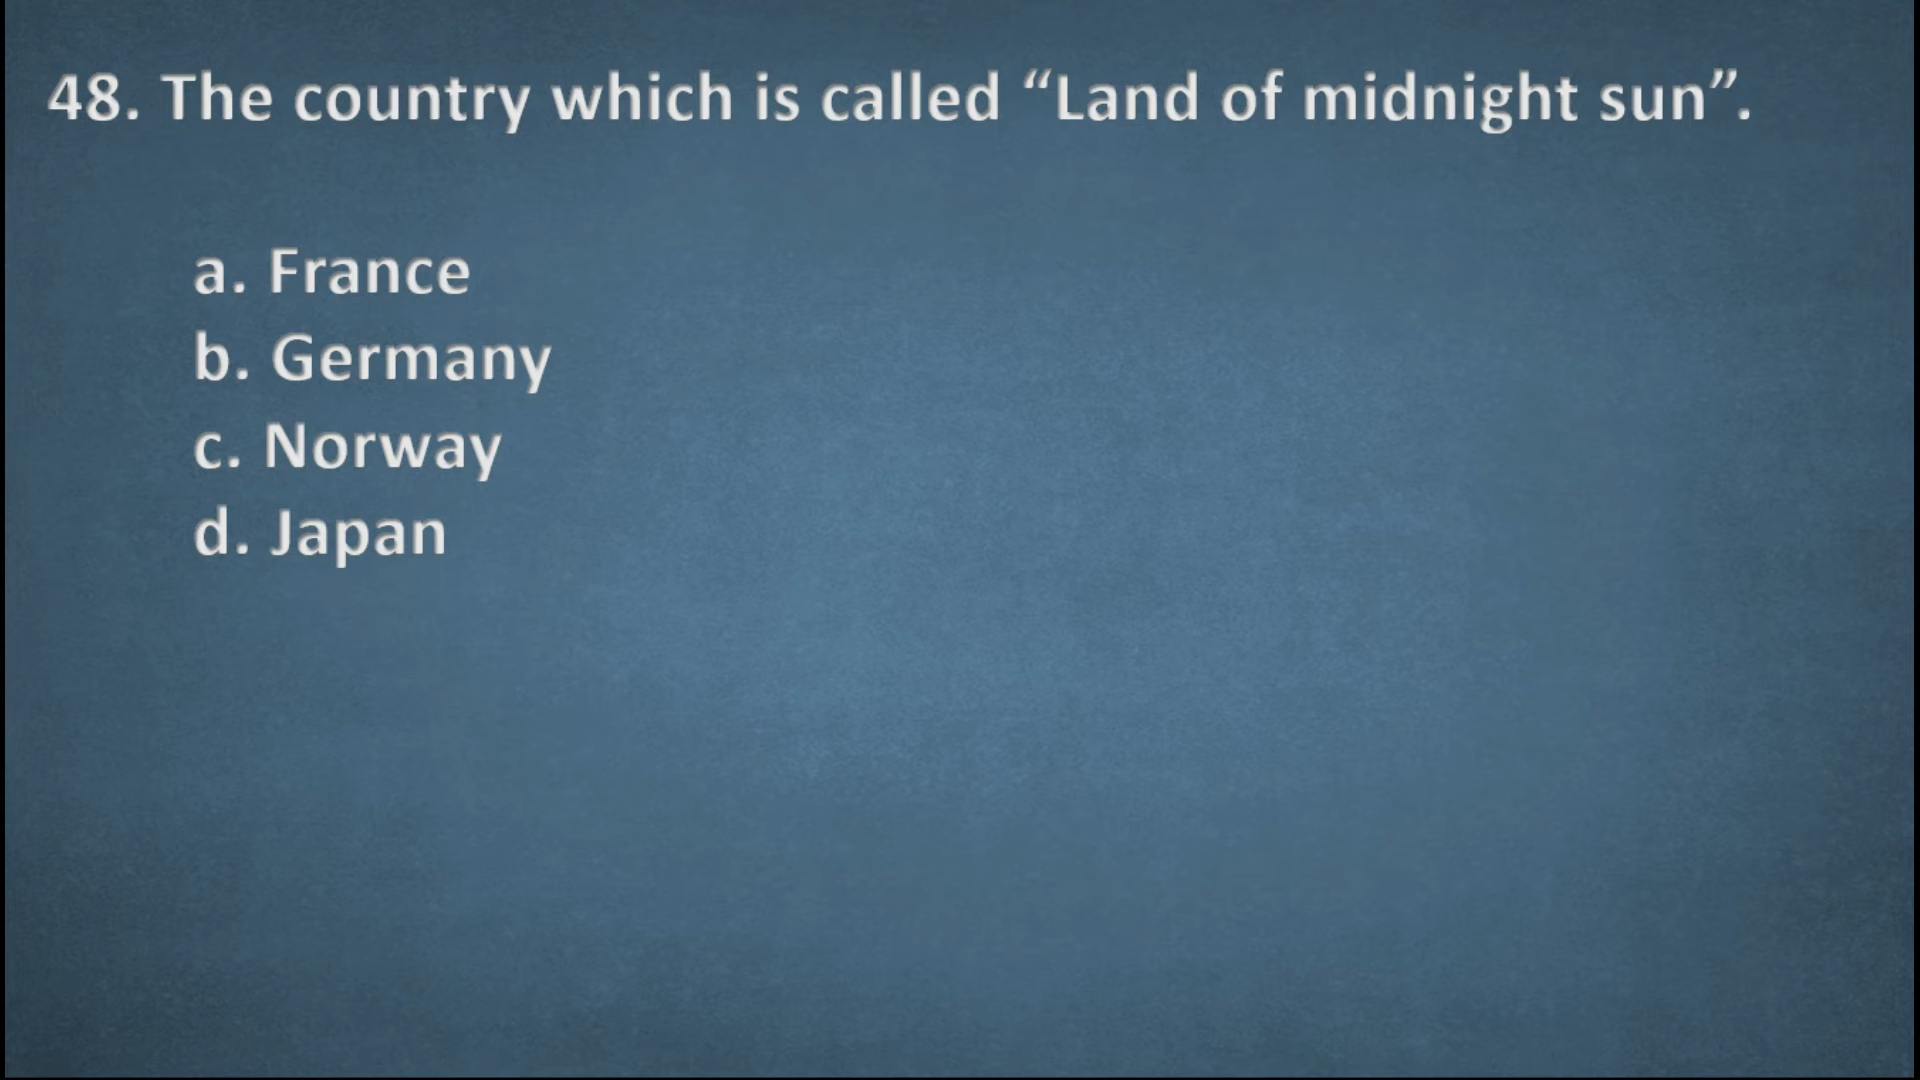 48. The country which is called “Land of midnight sun”.
a. France
b. Germany
c. Norway
d. Japan